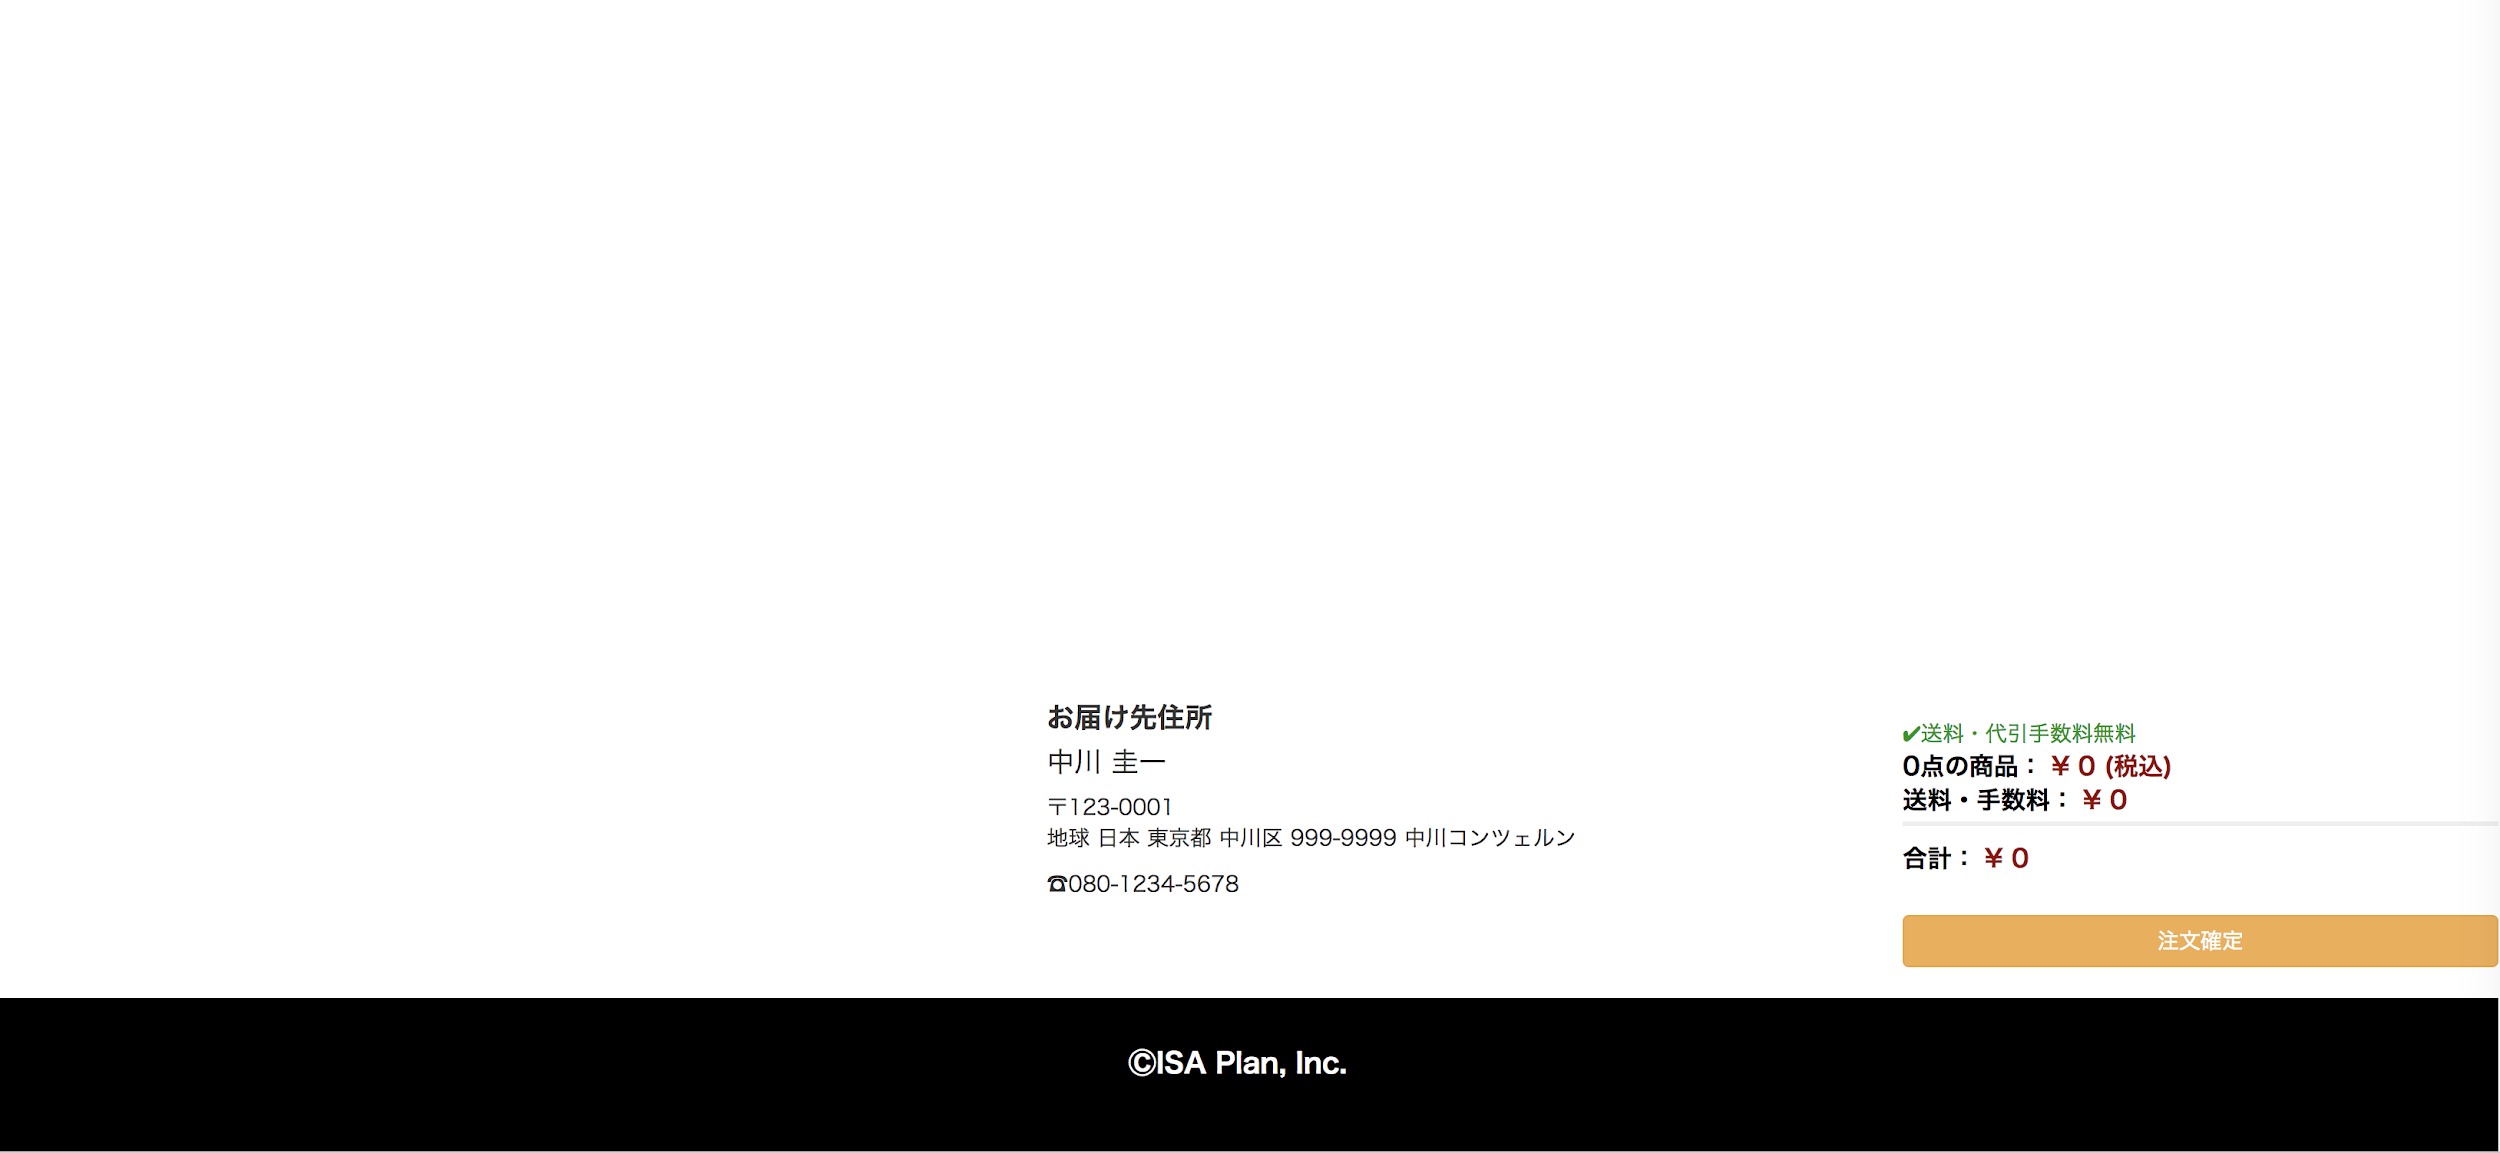 お届け先住所
中川 圭一
〒123-0001
地球 日本 東京都 中川区 999-9999 中川コンツェルン
☎080-1234-5678
✔送料・代引手数料無料
0点の商品： ￥0 (税込)
送料・手数料： ￥0
合計： ￥0
注文確定
©ISA Plan, Inc.